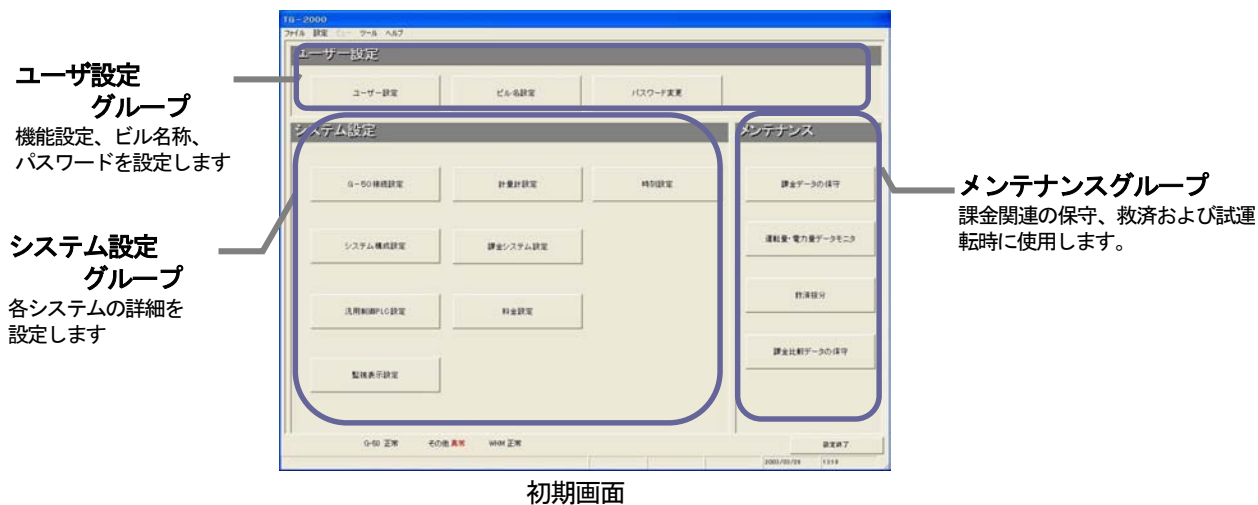 TG-2000
ファイル 設定 ビュー ツール ヘルプ
ユーザー設定
ユーザー設定
ビル名設定
パスワード変更
ユーザ設定
グループ
機能設定、ビル名称、
パスワードを設定します
システム設定
G-50接続設定
計量計設定
時刻設定
システム構成設定
課金システム設定
汎用制御PLC設定
料金設定
監視表示設定
システム設定
グループ
各システムの詳細を
設定します
メンテナンス
課金データの保守
運転量・電力量データモニタ
救済按分
課金比較データの保守
メンテナンスグループ
課金関連の保守、救済および試運
転時に使用します。
G-50 正常
その他 異常
WHM 正常
設定終了
初期画面